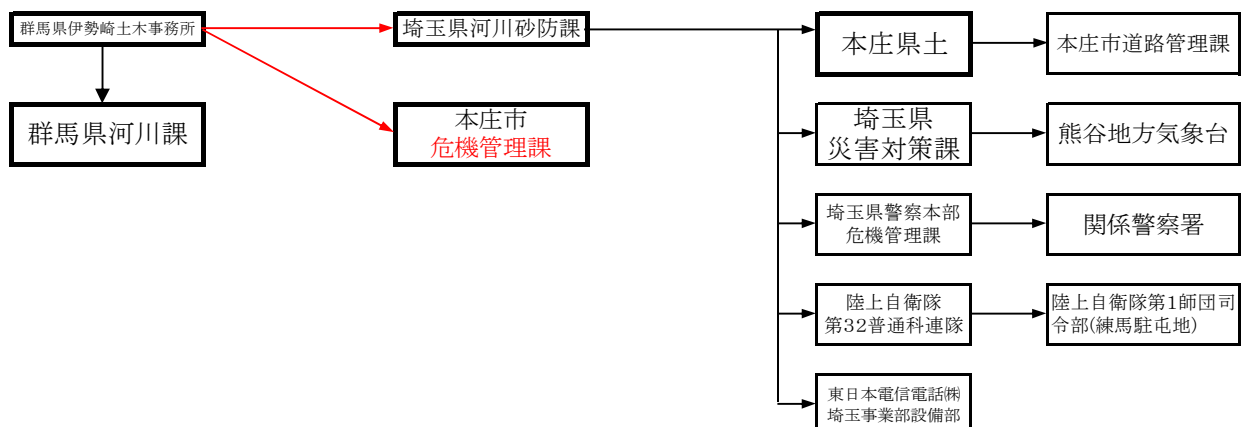 群馬県伊勢崎土木事務所
埼玉県河川砂防課
本庄県土
本庄市道路管理課
群馬県河川課
本庄市
危機管理課
埼玉県
災害対策課
熊谷地方気象台
埼玉県警察本部
危機管理課
関係警察署
陸上自衛隊
第32普通科連隊
陸上自衛隊第1師団司
令部(練馬駐屯地)
東日本電信電話㈱
埼玉事業部設備部